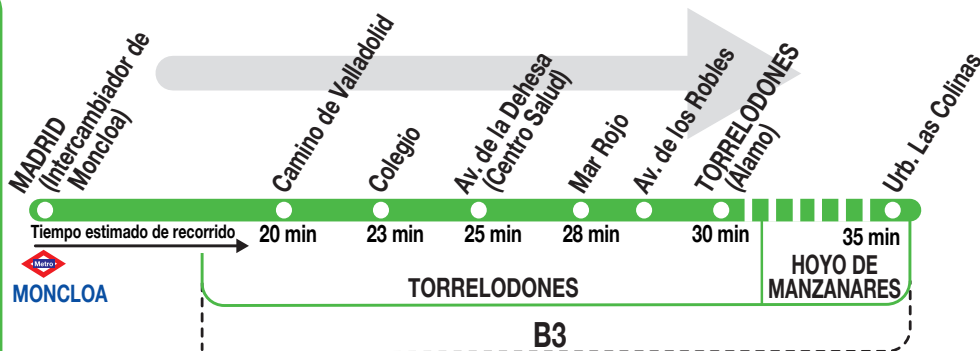 MADRID
(Intercambiador de
Moncloa)
Camino de Valladolid
Colegio
Av. de la Dehesa
(Centro Salud)
Mar Rojo
Av. de los Robles
TORRELODONES
(Alamo)
Urb. Las Colinas
Tiempo estimado de recorrido
20 min
23 min
25 min
28 min
30 min
35 min
Metro
MONCLOA
TORRELODONES
HOYO DE
MANZANARES
B3